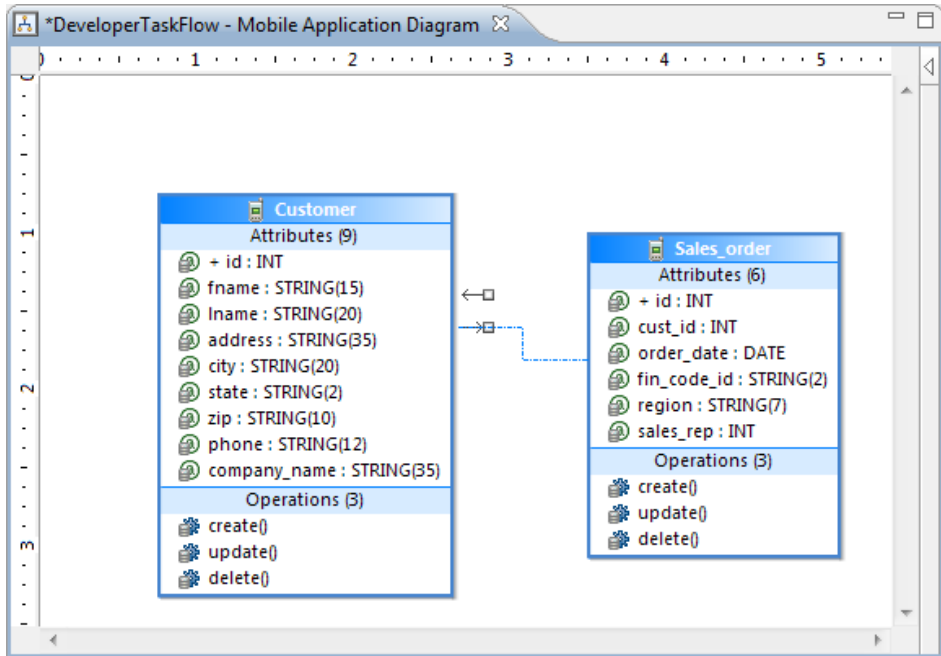 *DeveloperTaskFlow - Mobile Application Diagram
0 1 2 3 4 5
0
1
2
3
Customer
Attributes (9)
+ id : INT
fname : STRING(15)
lname : STRING(20)
address : STRING(35)
city : STRING(20)
state : STRING(2)
zip : STRING(10)
phone : STRING(12)
company_name : STRING(35)
Operations (3)
create()
update()
delete()
Sales_order
Attributes (6)
+ id : INT
cust_id : INT
order_date : DATE
fin_code_id : STRING(2)
region : STRING(7)
sales_rep : INT
Operations (3)
create()
update()
delete()